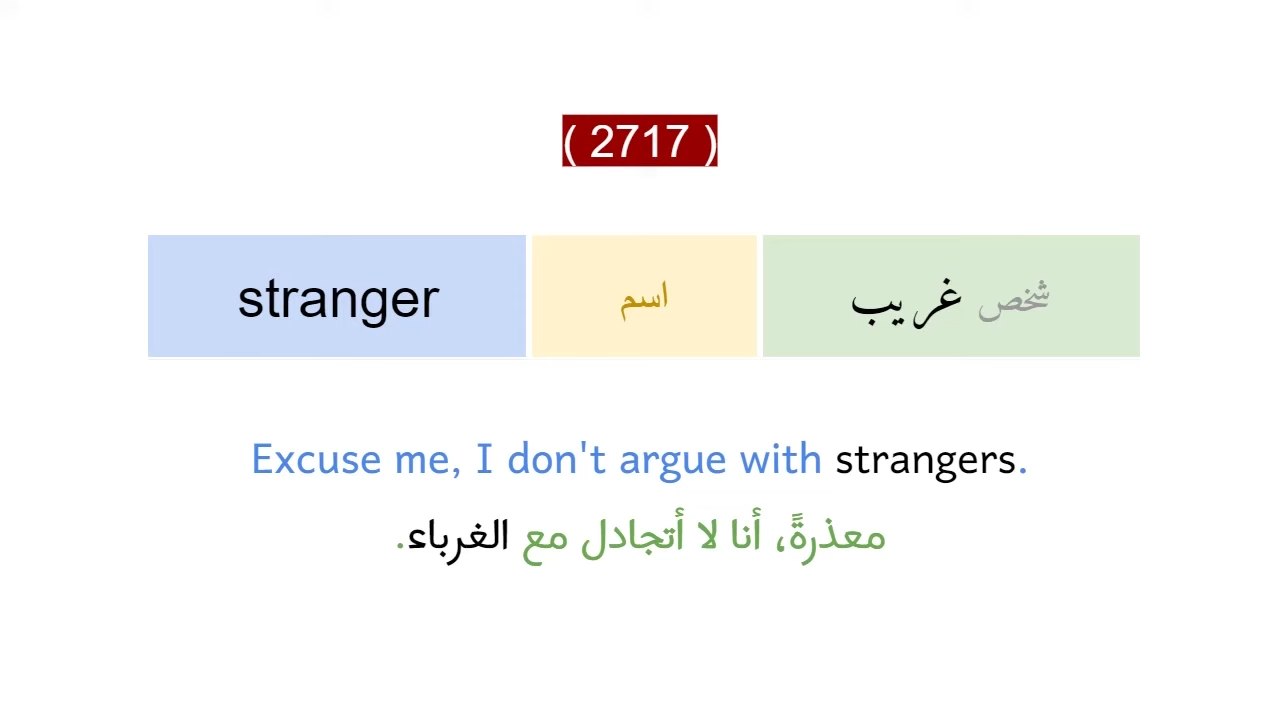 ( 2717 )
stranger
اسم
شخص غريب
Excuse me, I don't argue with strangers.
معذرةً، أنا لا أتجادل مع الغرباء.